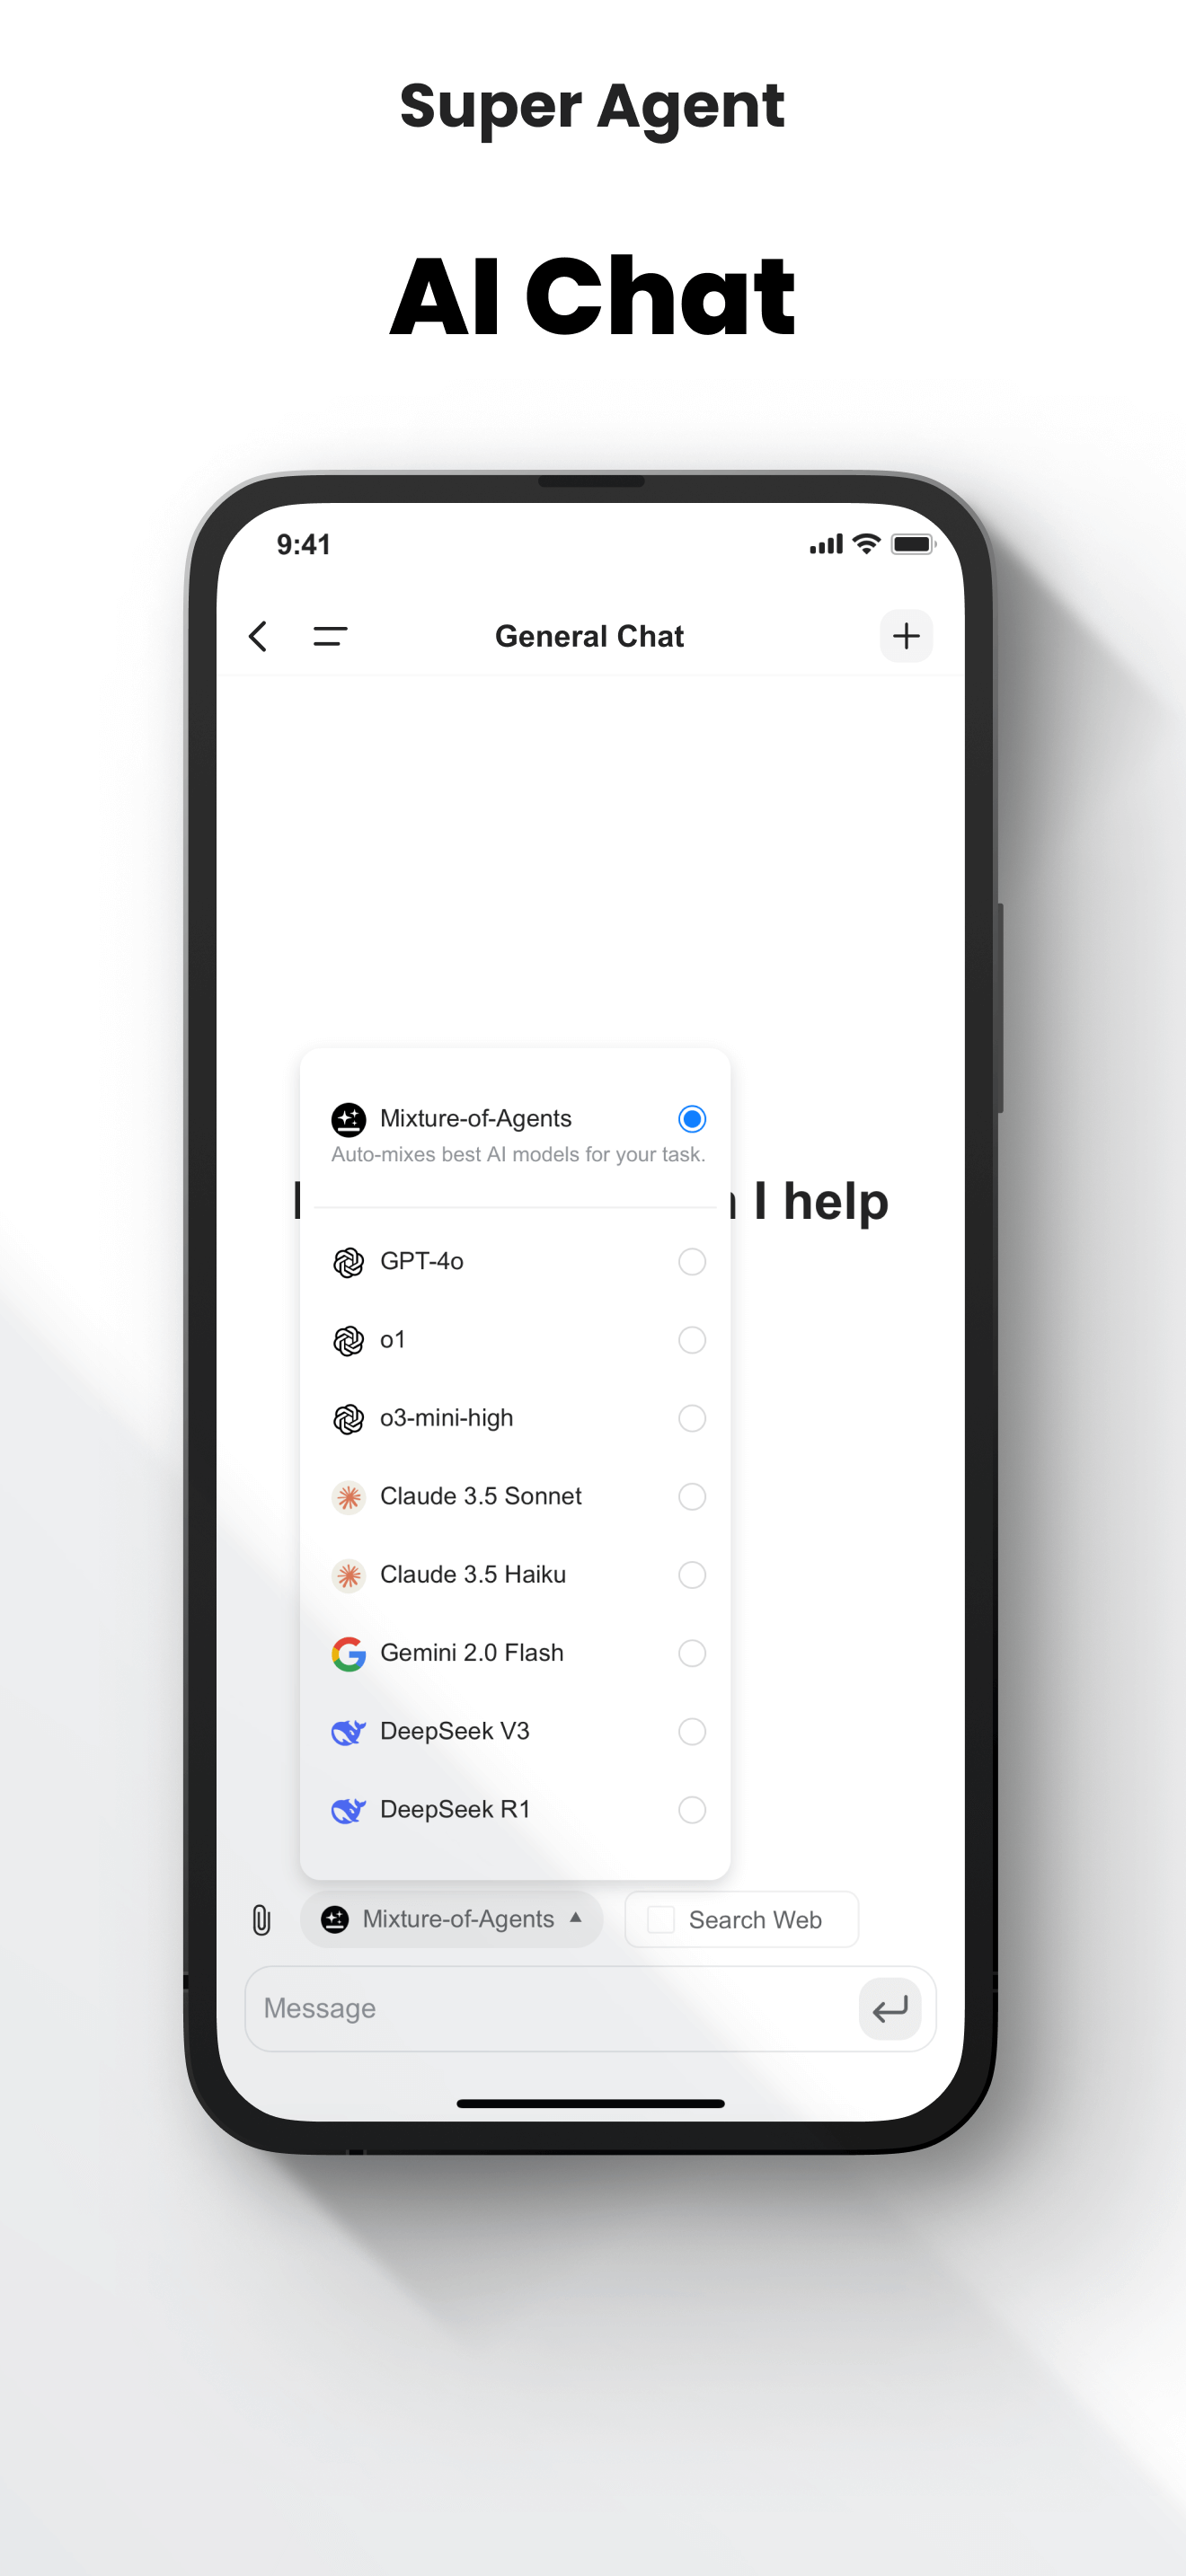 Super Agent
AI Chat
9:41
General Chat
Mixture-of-Agents
Auto-mixes best AI models for your task.
I help
GPT-4o
o1
o3-mini-high
Claude 3.5 Sonnet
Claude 3.5 Haiku
Gemini 2.0 Flash
DeepSeek V3
DeepSeek R1
Mixture-of-Agents
Search Web
Message